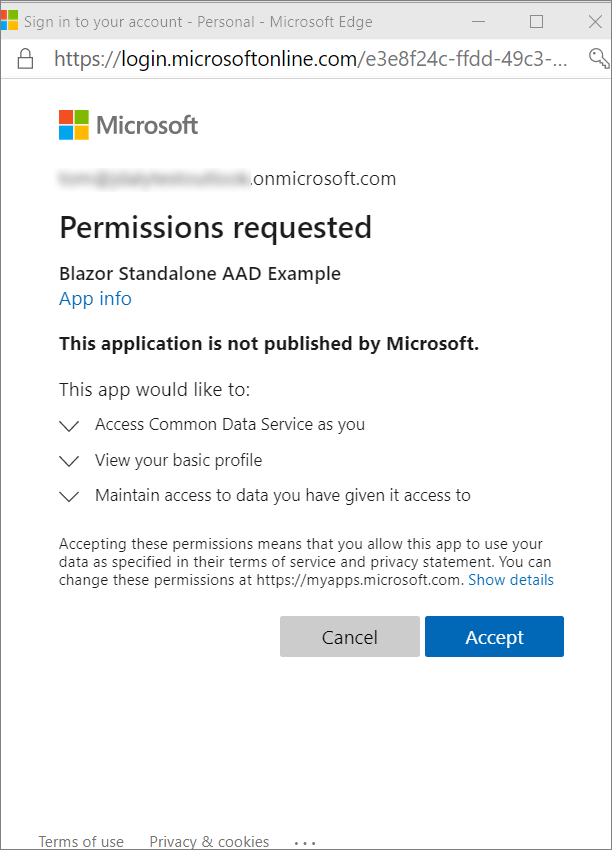 Sign in to your account - Personal - Microsoft Edge
https://login.microsoftonline.com/e3e8f24c-ffdd-49c3-...
Microsoft
.onmicrosoft.com
Permissions requested
Blazor Standalone AAD Example
App info
This application is not published by Microsoft.
This app would like to:
Access Common Data Service as you
View your basic profile
Maintain access to data you have given it access to
Accepting these permissions means that you allow this app to use your
data as specified in their terms of service and privacy statement. You can
change these permissions at https://myapps.microsoft.com. Show details
Cancel
Accept
Terms of use
Privacy & cookies
...